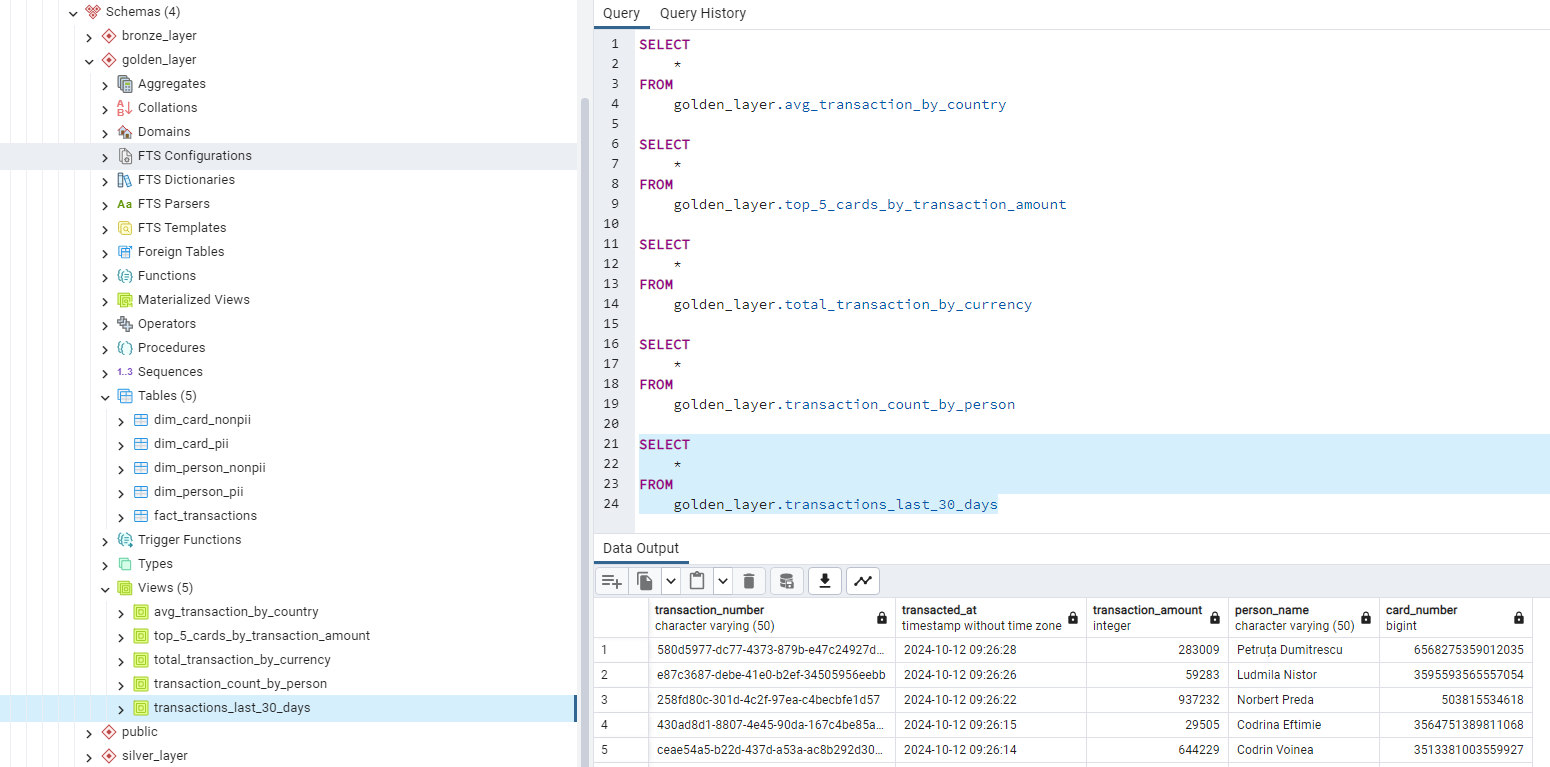 Schemas (4)
bronze_layer
golden_layer
Aggregates
Collations
Domains
FTS Configurations
FTS Dictionaries
Aa FTS Parsers
FTS Templates
Foreign Tables
Functions
Materialized Views
Operators
Procedures
1..3 Sequences
Tables (5)
dim_card_nonpii
dim_card_pii
dim_person_nonpii
dim_person_pii
fact_transactions
Trigger Functions
Types
Views (5)
avg_transaction_by_country
top_5_cards_by_transaction_amount
total_transaction_by_currency
transaction_count_by_person
transactions_last_30_days
public
silver_layer
Query Query History
1 SELECT
2 *
3 FROM
4 golden_layer.avg_transaction_by_country
5
6 SELECT
7 *
8 FROM
9 golden_layer.top_5_cards_by_transaction_amount
10
11 SELECT
12 *
13 FROM
14 golden_layer.total_transaction_by_currency
15
16 SELECT
17 *
18 FROM
19 golden_layer.transaction_count_by_person
20
21 SELECT
22 *
23 FROM
24 golden_layer.transactions_last_30_days
Data Output
transaction_number transacted_at transaction_amount person_name card_number
character varying (50) timestamp without time zone integer character varying (50) bigint
1 580d5977-dc77-4373-879b-e47c24927d... 2024-10-12 09:26:28 283009 Petruța Dumitrescu 6568275359012035
2 e87c3687-debe-41e0-b2ef-34505956eebb 2024-10-12 09:26:26 59283 Ludmila Nistor 3595593565557054
3 258fd80c-301d-4c2f-97ea-c4becbfe1d57 2024-10-12 09:26:22 937232 Norbert Preda 503815534618
4 430ad8d1-8807-4e45-90da-167c4be85a... 2024-10-12 09:26:15 29505 Codrina Eftimie 3564751389811068
5 ceae54a5-b22d-437d-a53a-ac8b292d30... 2024-10-12 09:26:14 644229 Codrin Voinea 3513381003559927